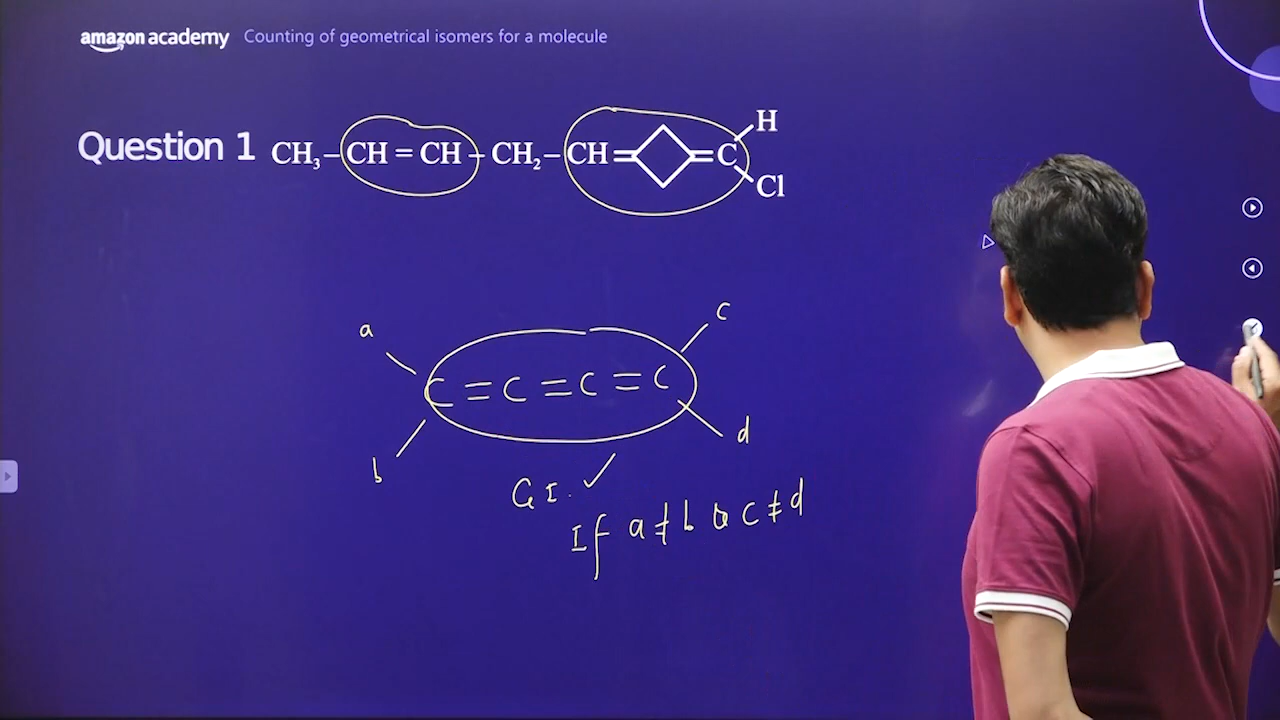 amazon academy Counting of geometrical isomers for a molecule
H
Question 1 CH₃–CH=CH–CH₂–CH= =C
Cl
a c
C = C = C = C
b d
G.I. ✓
If a ≠ b & c ≠ d